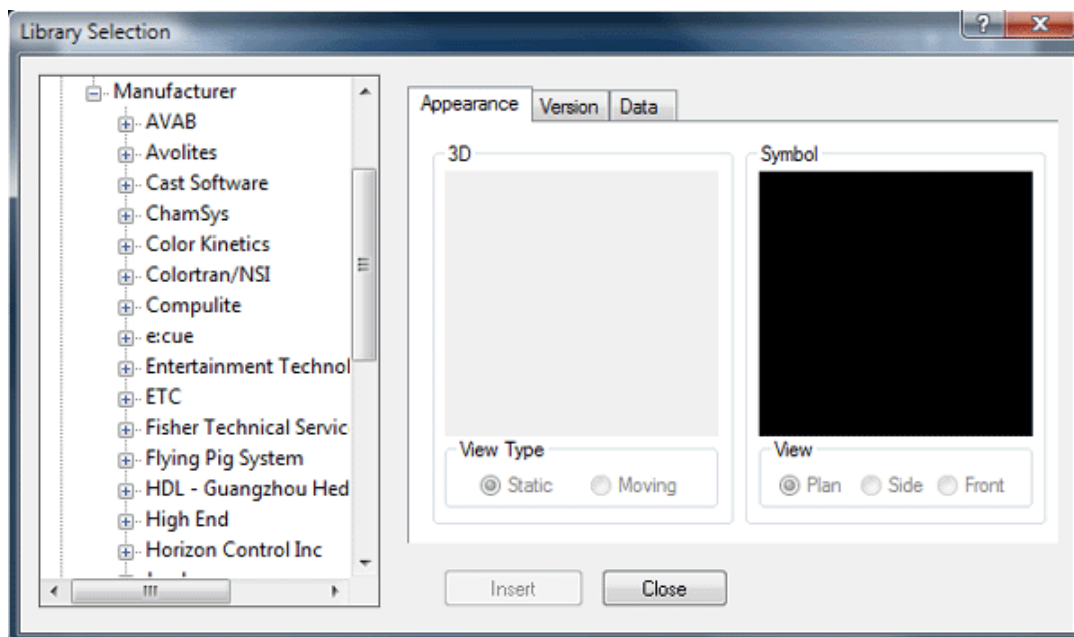 Library Selection
Manufacturer
AVAB
Avolites
Cast Software
ChamSys
Color Kinetics
Colortran/NSI
Compulite
e:cue
Entertainment Technol
ETC
Fisher Technical Servic
Flying Pig System
HDL - Guangzhou Hed
High End
Horizon Control Inc
Appearance Version Data
3D
View Type
Static Moving
Symbol
View
Plan Side Front
Insert Close